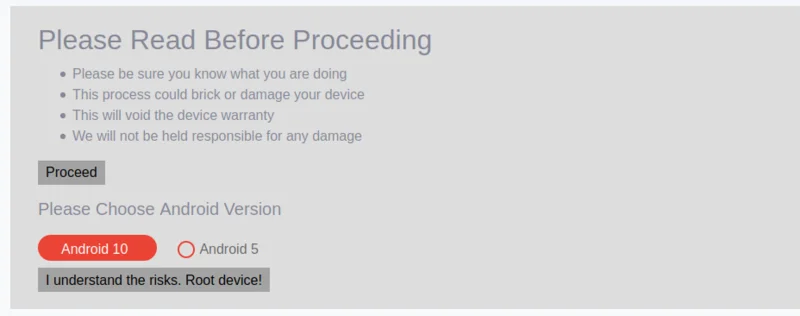 Please Read Before Proceeding
Please be sure you know what you are doing
This process could brick or damage your device
This will void the device warranty
We will not be held responsible for any damage
Proceed
Please Choose Android Version
Android 10 Android 5
I understand the risks. Root device!